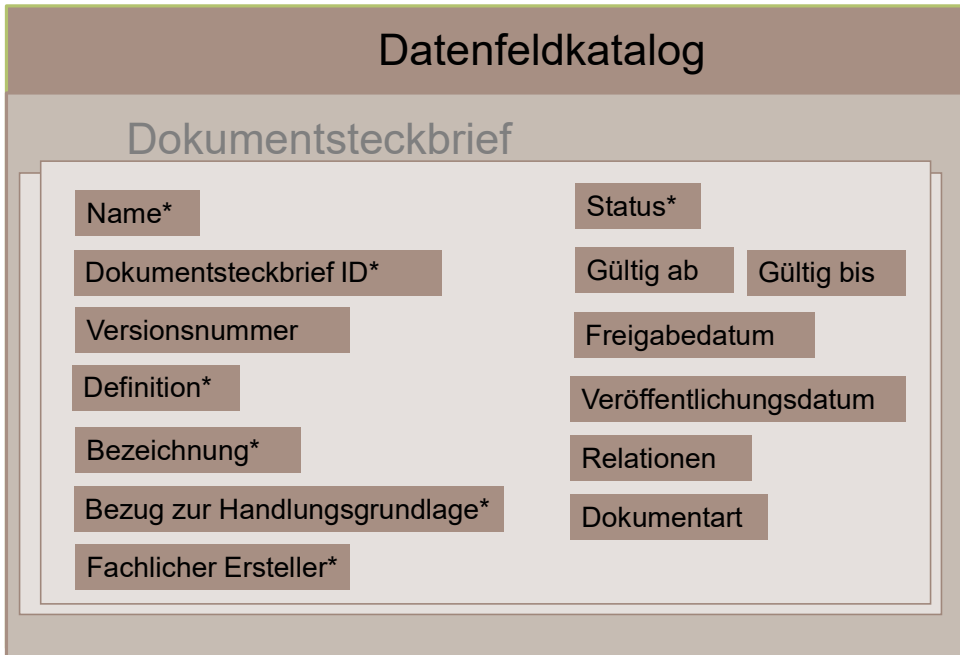 Datenfeldkatalog
Dokumentsteckbrief
Name*
Dokumentsteckbrief ID*
Versionsnummer
Definition*
Bezeichnung*
Bezug zur Handlungsgrundlage*
Fachlicher Ersteller*
Status*
Gültig ab
Gültig bis
Freigabedatum
Veröffentlichungsdatum
Relationen
Dokumentart